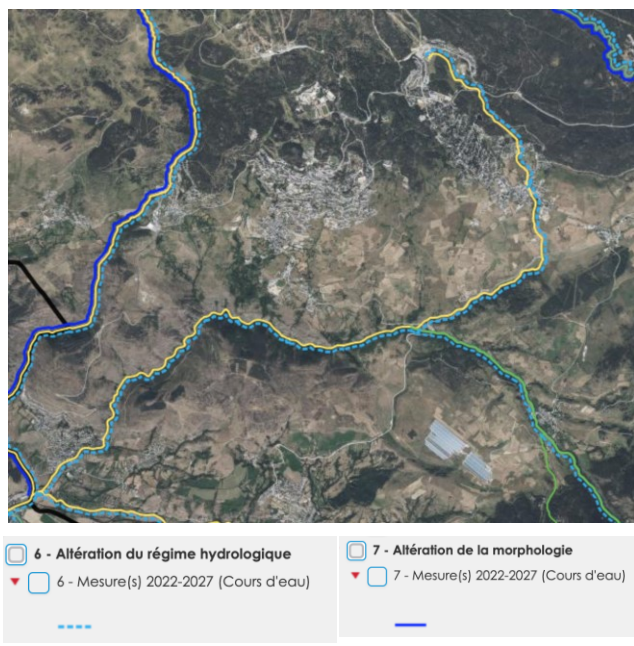 6 - Altération du régime hydrologique
6 - Mesure(s) 2022-2027 (Cours d'eau)
7 - Altération de la morphologie
7 - Mesure(s) 2022-2027 (Cours d'eau)